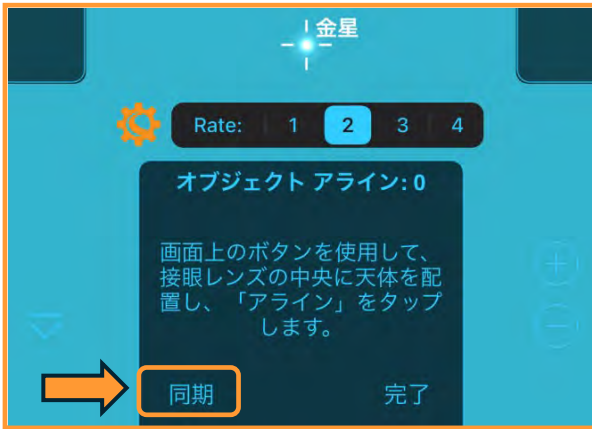 金星
Rate: 1 2 3 4
オブジェクト アライン: 0
画面上のボタンを使用して、
接眼レンズの中央に天体を配
置し、「アライン」をタップ
します。
同期 完了